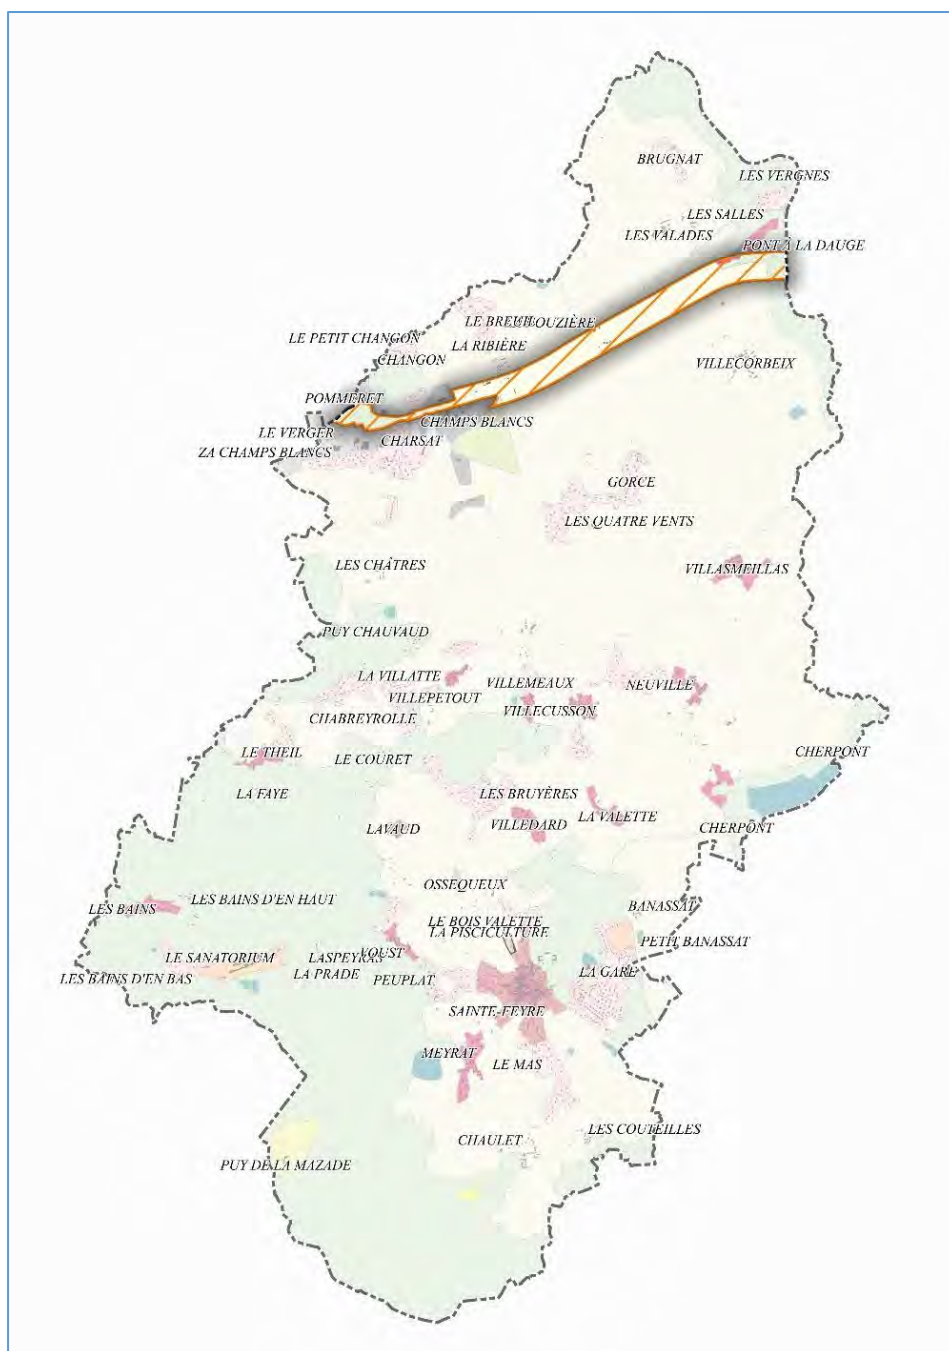 BRUGNAT
LES VERGNES
LES SALLES
LES VALADES
PONT À LA DAUGE
LE BREUIL
LE PETIT CHANGON
LA RIBIÈRE
CHANGON
VILLECORBEIX
POMMERET
CHAMPS BLANCS
LE VERGER
CHARSAT
ZA CHAMPS BLANCS
GORCE
LES QUATRE VENTS
LES CHÂTRES
VILLASMEILLAS
PUY CHAUVAUD
LA VILLATTE
VILLEMEAUX
NEUVILLE
VILLEPETOUT
VILLECUSSON
CHABREYROLLE
LE THEIL
CHERPONT
LE COURET
LA FAYE
LES BRUYÈRES
LA VALETTE
VILLEDARD
LAVAUD
CHERPONT
OSSEQUEUX
LES BAINS D'EN HAUT
LES BAINS
BANASSAT
LE BOIS VALETTE
LA PISCICULTURE
PETIT BANASSAT
VOUST
LE SANATORIUM
LASPEYRAS
LA GARE
LA PRADE
LES BAINS D'EN BAS
PEUPLAT
SAINTE-FEYRE
MEYRAT
LE MAS
LES COUTEILLES
CHAULET
PUY DE LA MAZADE